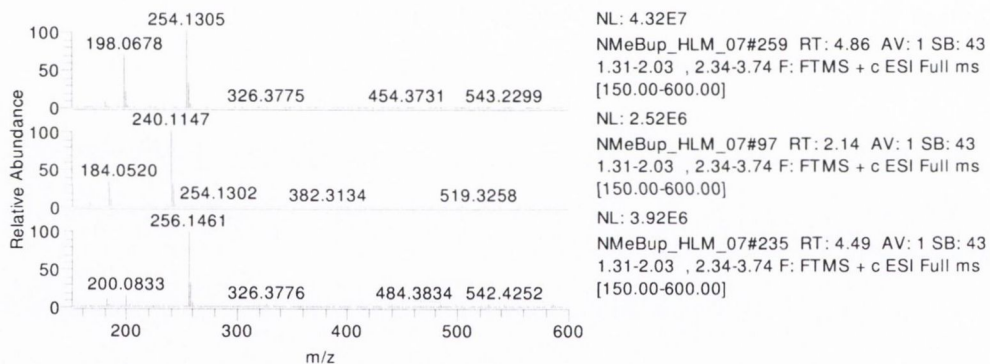 254.1305
100
198.0678
50
326.3775 454.3731 543.2299
0
240.1147
100
184.0520
50
254.1302 382.3134 519.3258
0
256.1461
100
50
200.0833
326.3776 484.3834 542.4252
0
200 300 400 500 600
m/z
Relative Abundance
NL: 4.32E7
NMeBup_HLM_07#259 RT: 4.86 AV: 1 SB: 43
1.31-2.03 , 2.34-3.74 F: FTMS + c ESI Full ms
[150.00-600.00]
NL: 2.52E6
NMeBup_HLM_07#97 RT: 2.14 AV: 1 SB: 43
1.31-2.03 , 2.34-3.74 F: FTMS + c ESI Full ms
[150.00-600.00]
NL: 3.92E6
NMeBup_HLM_07#235 RT: 4.49 AV: 1 SB: 43
1.31-2.03 , 2.34-3.74 F: FTMS + c ESI Full ms
[150.00-600.00]